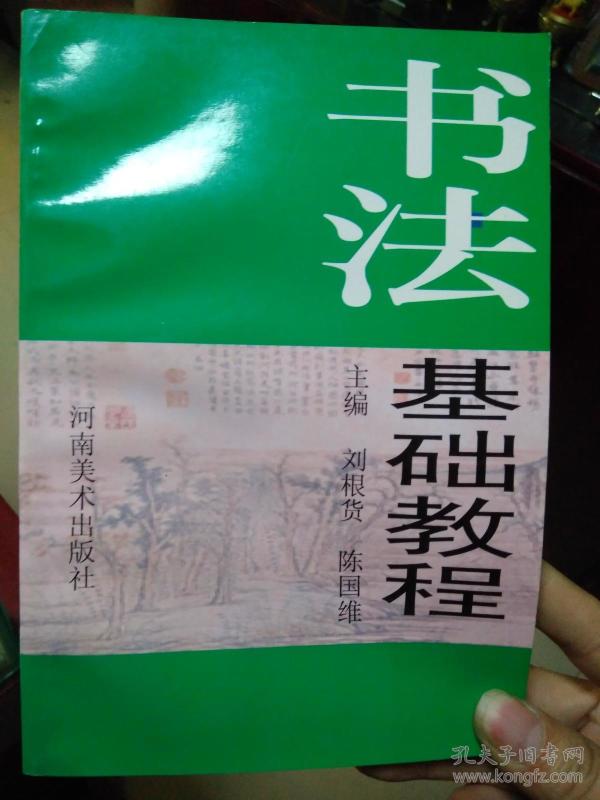 书法
基础教程
主编 刘根货 陈国维
河南美术出版社
孔夫子旧书网
www.kongfz.com